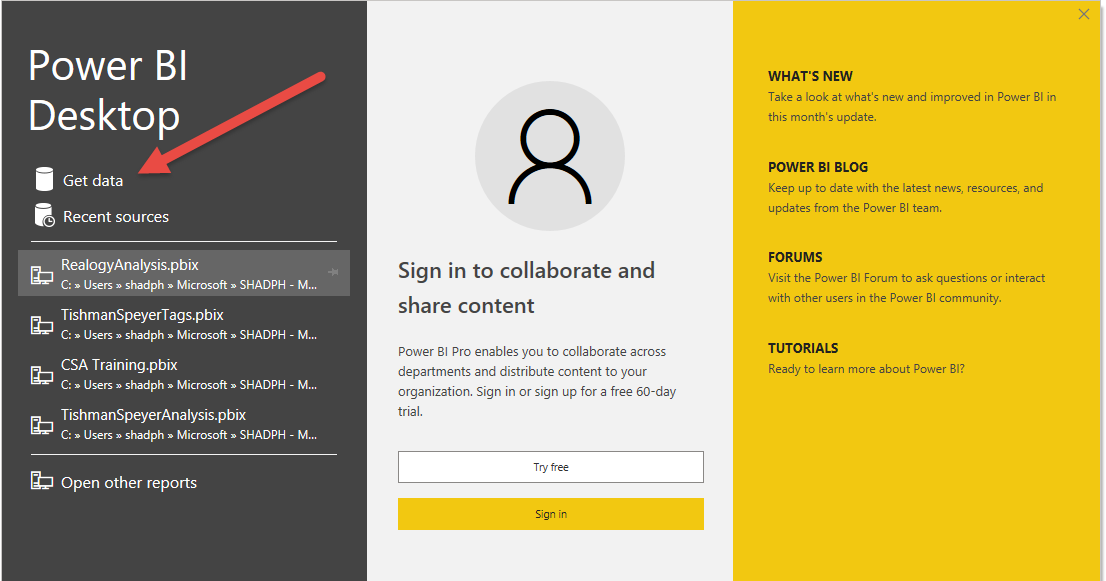 Power BI
Desktop
Get data
Recent sources
RealogyAnalysis.pbix
C: » Users » shadph » Microsoft » SHADPH - M...
TishmanSpeyerTags.pbix
C: » Users » shadph » Microsoft » SHADPH - M...
CSA Training.pbix
C: » Users » shadph » Microsoft » SHADPH - M...
TishmanSpeyerAnalysis.pbix
C: » Users » shadph » Microsoft » SHADPH - M...
Open other reports
Sign in to collaborate and
share content
Power BI Pro enables you to collaborate across
departments and distribute content to your
organization. Sign in or sign up for a free 60-day
trial.
Try free
Sign in
WHAT'S NEW
Take a look at what's new and improved in Power BI in
this month's update.
POWER BI BLOG
Keep up to date with the latest news, resources, and
updates from the Power BI team.
FORUMS
Visit the Power BI Forum to ask questions or interact
with other users in the Power BI community.
TUTORIALS
Ready to learn more about Power BI?